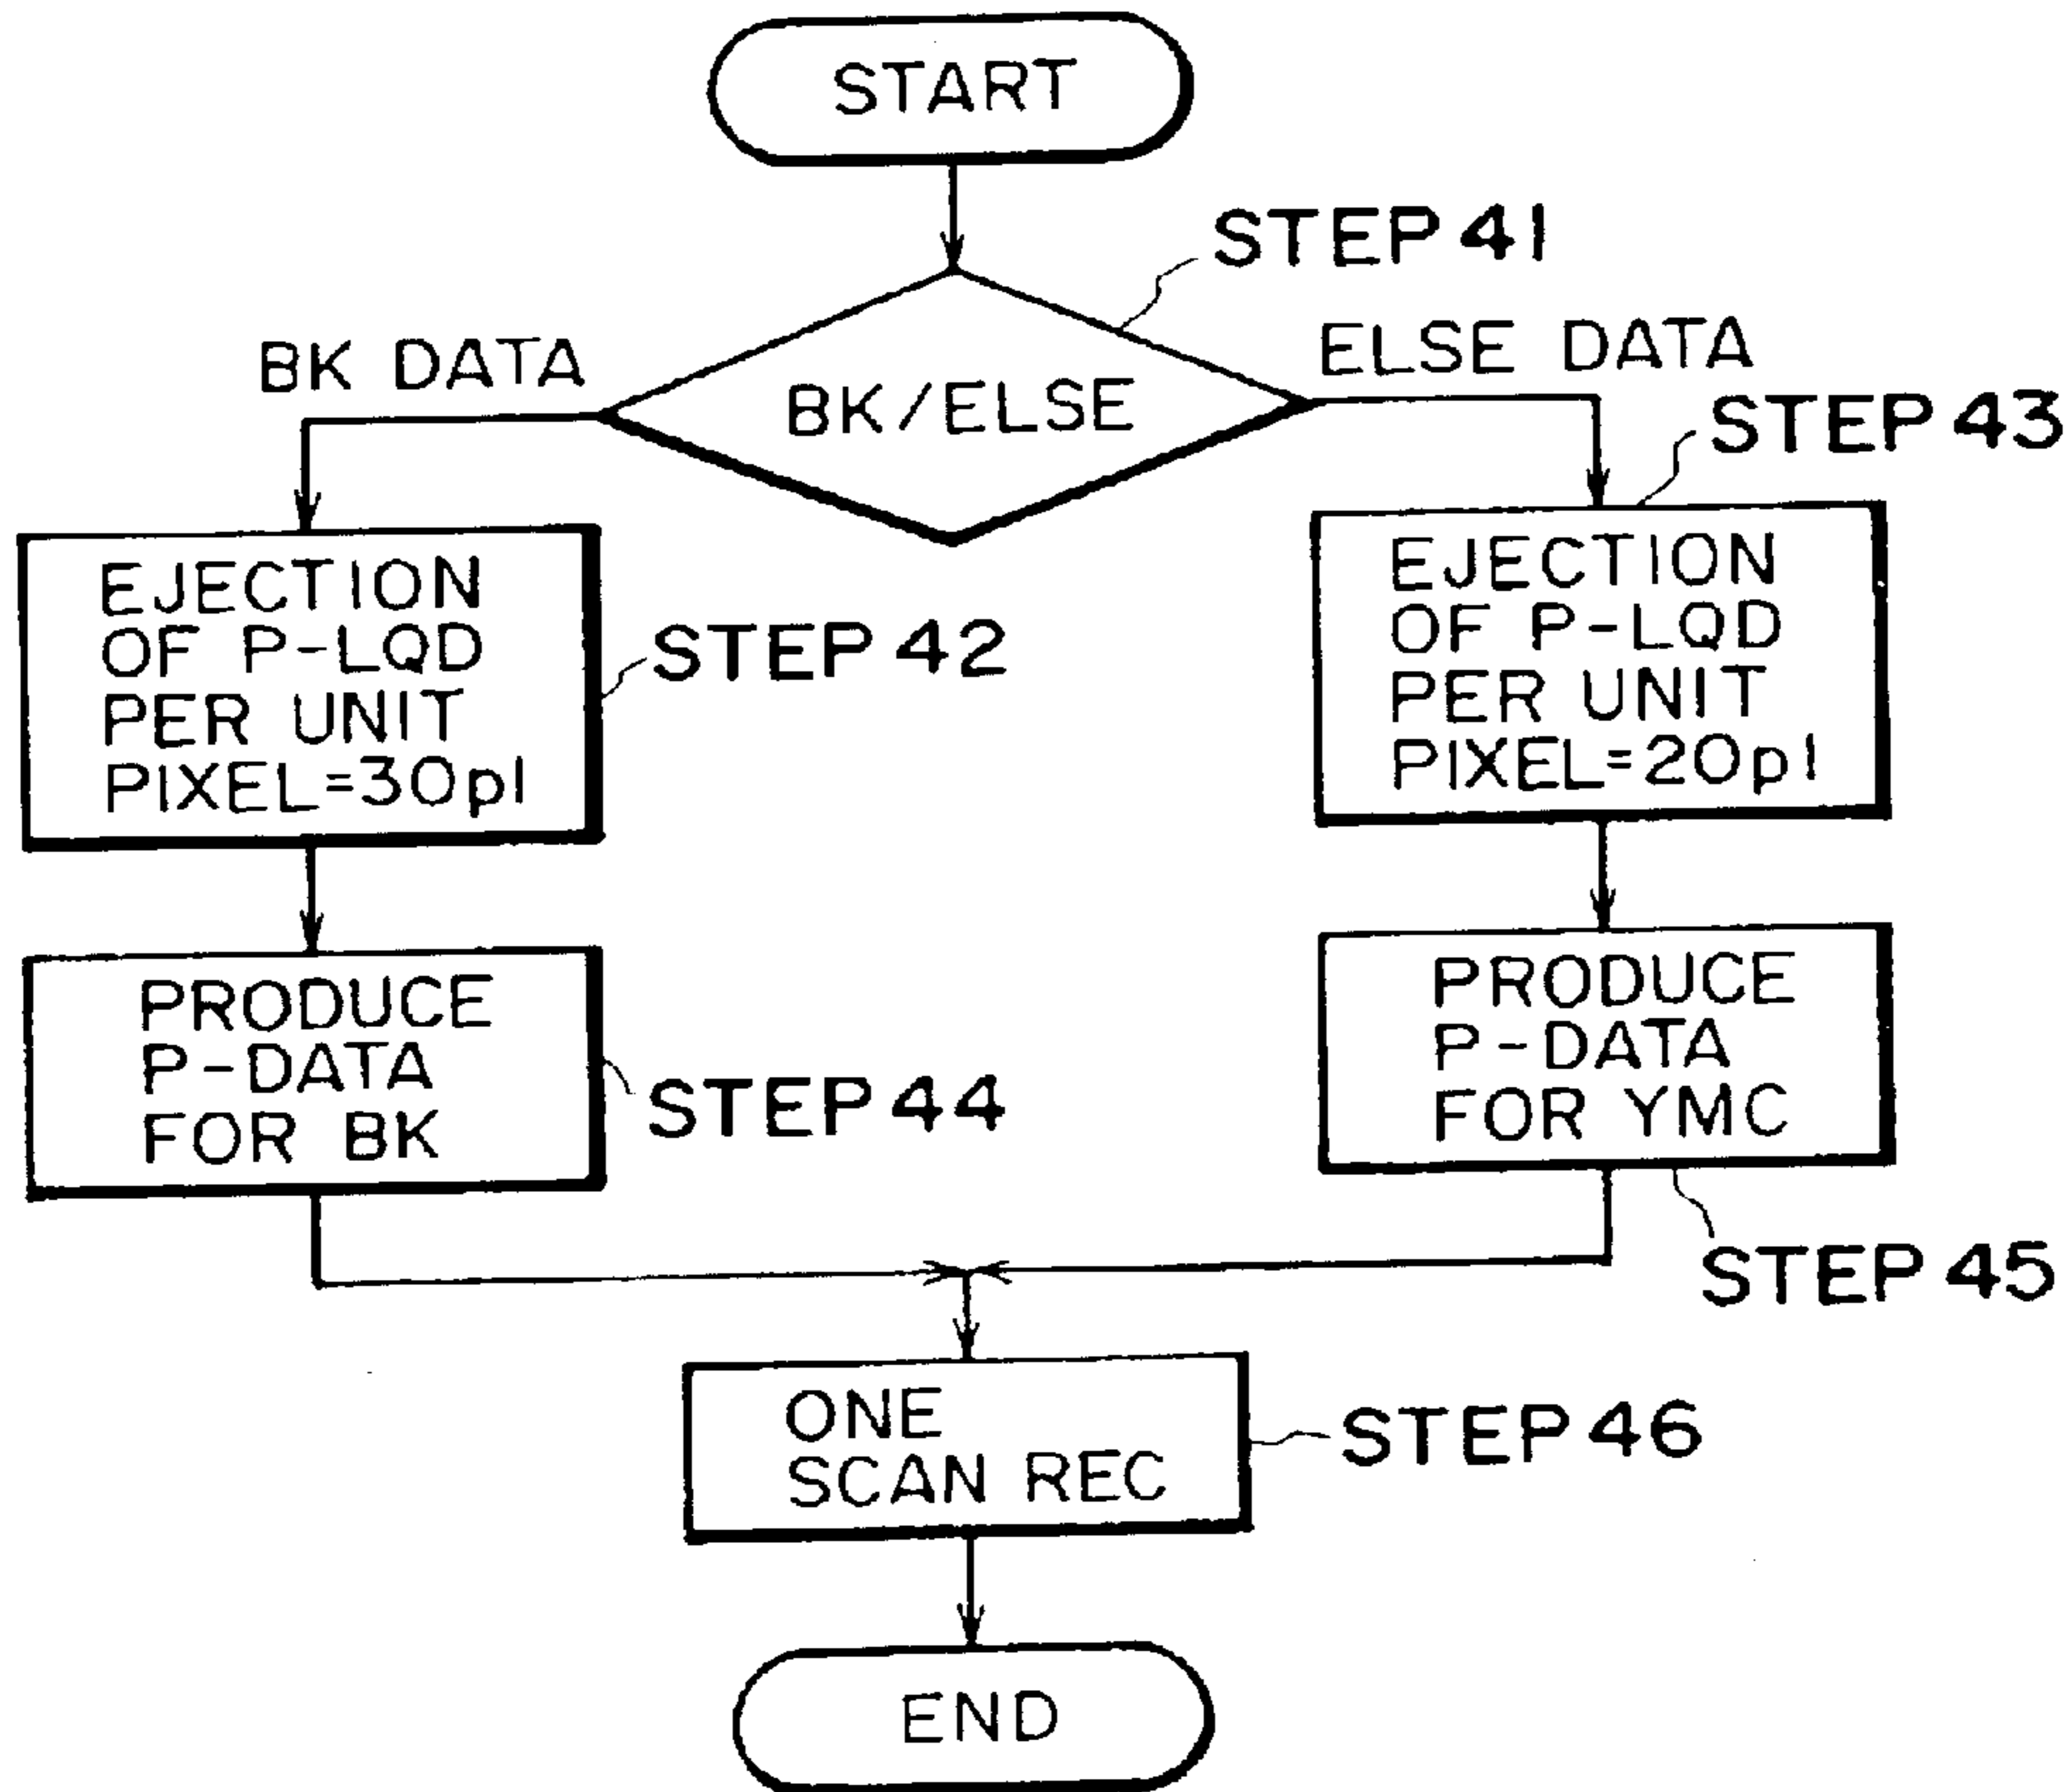 START
STEP 41
BK DATA
BK/ELSE
ELSE DATA
STEP 43
EJECTION
OF P-LQD
PER UNIT
PIXEL=30pl
STEP 42
EJECTION
OF P-LQD
PER UNIT
PIXEL=20pl
PRODUCE
P-DATA
FOR BK
STEP 44
PRODUCE
P-DATA
FOR YMC
STEP 45
ONE
SCAN REC
STEP 46
END